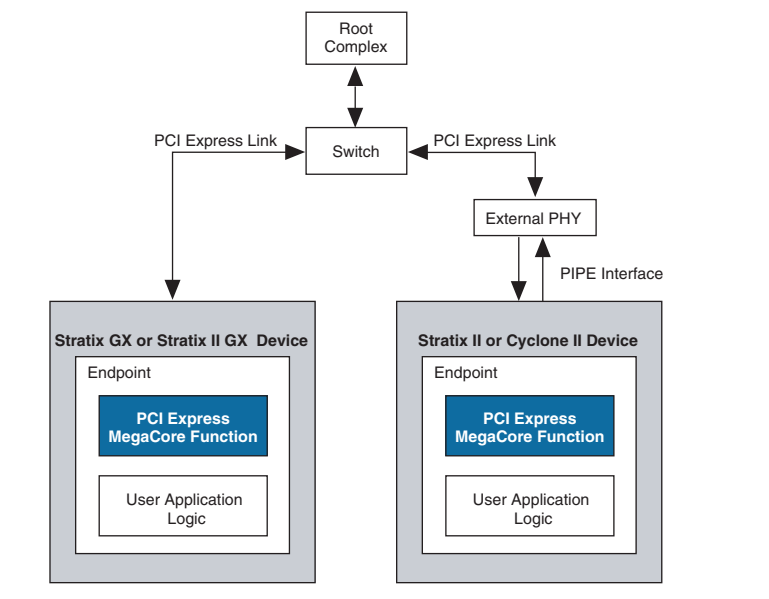 Root
Complex
PCI Express Link
Switch
PCI Express Link
External PHY
PIPE Interface
Stratix GX or Stratix II GX Device
Endpoint
PCI Express
MegaCore Function
User Application
Logic
Stratix II or Cyclone II Device
Endpoint
PCI Express
MegaCore Function
User Application
Logic